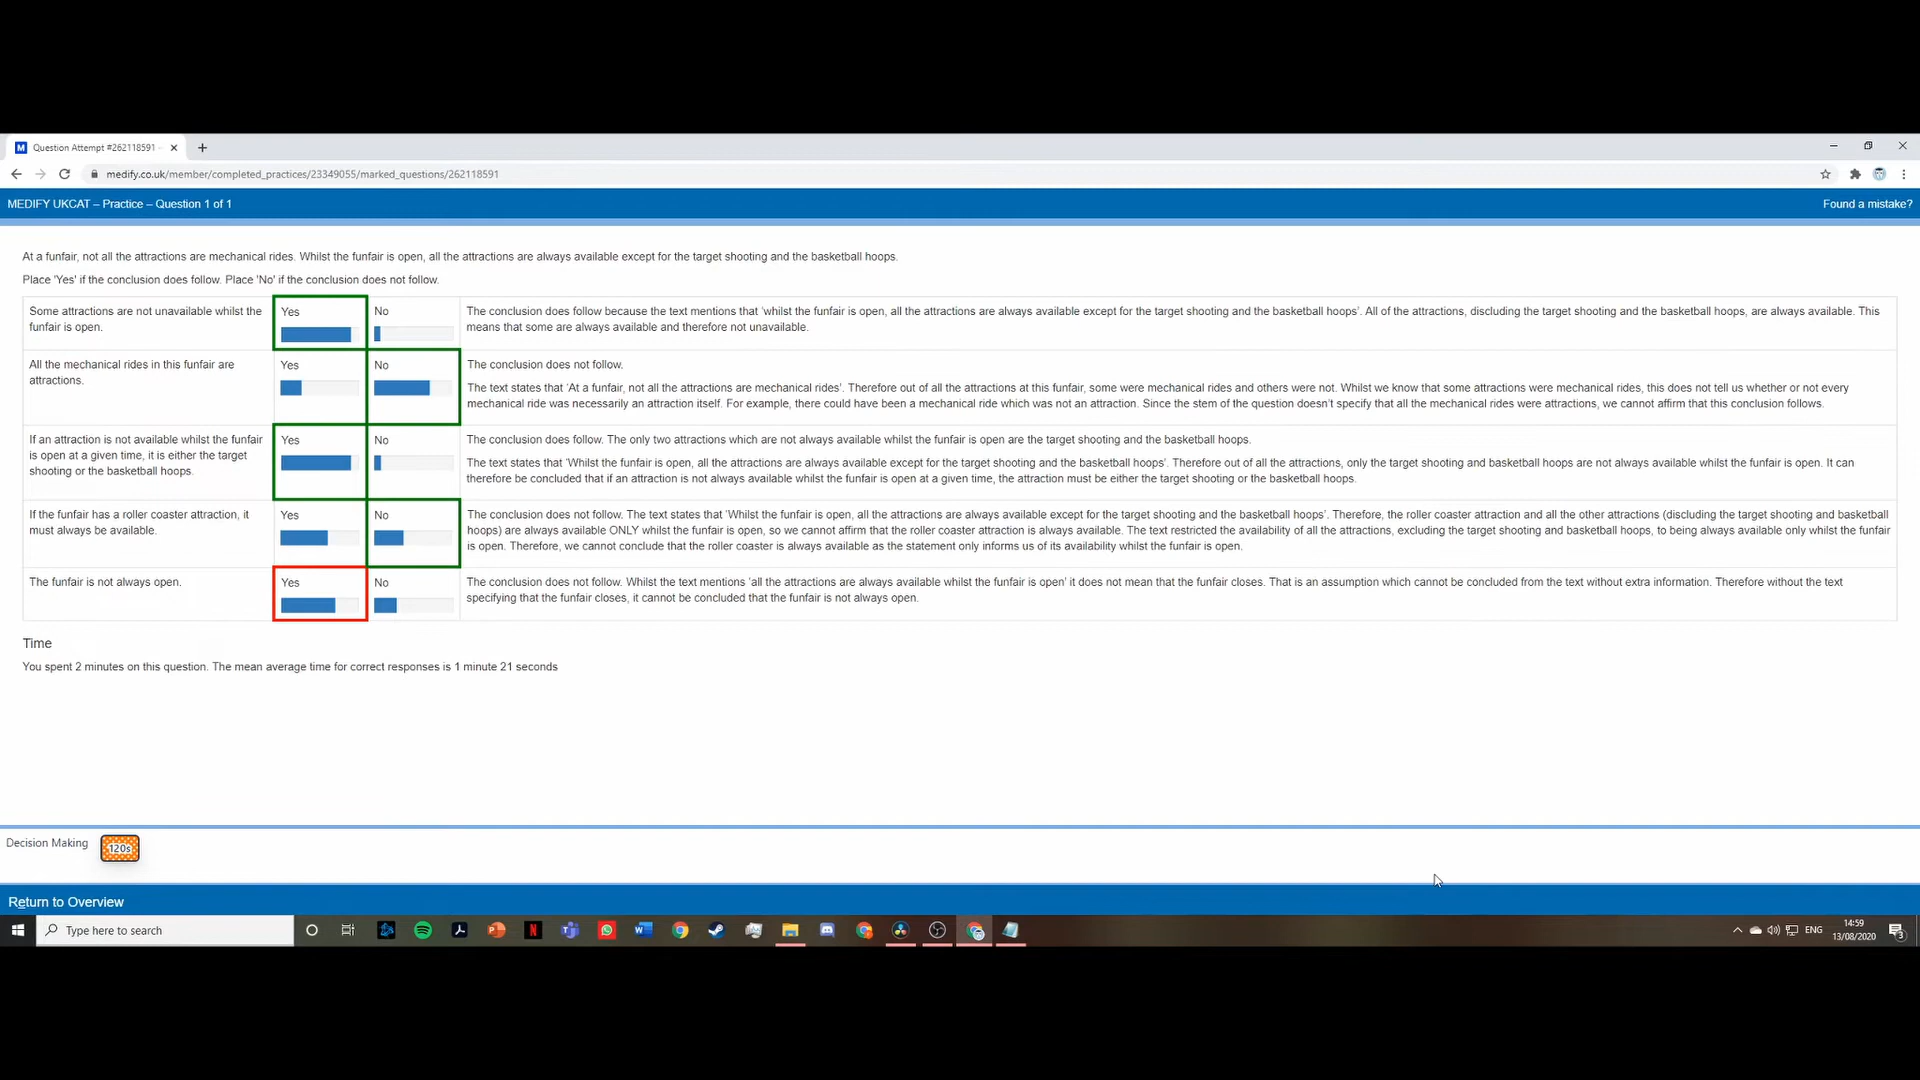 Question Attempt #262118591 -
medify.co.uk/member/completed_practices/23349055/marked_questions/262118591
MEDIFY UKCAT – Practice – Question 1 of 1
Found a mistake?
At a funfair, not all the attractions are mechanical rides. Whilst the funfair is open, all the attractions are always available except for the target shooting and the basketball hoops.
Place 'Yes' if the conclusion does follow. Place 'No' if the conclusion does not follow.
Some attractions are not unavailable whilst the
funfair is open.
Yes
No
The conclusion does follow because the text mentions that 'whilst the funfair is open, all the attractions are always available except for the target shooting and the basketball hoops'. All of the attractions, discluding the target shooting and the basketball hoops, are always available. This
means that some are always available and therefore not unavailable.
All the mechanical rides in this funfair are
attractions.
Yes
No
The conclusion does not follow.
The text states that 'At a funfair, not all the attractions are mechanical rides'. Therefore out of all the attractions at this funfair, some were mechanical rides and others were not. Whilst we know that some attractions were mechanical rides, this does not tell us whether or not every
mechanical ride was necessarily an attraction itself. For example, there could have been a mechanical ride which was not an attraction. Since the stem of the question doesn't specify that all the mechanical rides were attractions, we cannot affirm that this conclusion follows.
If an attraction is not available whilst the funfair
is open at a given time, it is either the target
shooting or the basketball hoops.
Yes
No
The conclusion does follow. The only two attractions which are not always available whilst the funfair is open are the target shooting and the basketball hoops.
The text states that 'Whilst the funfair is open, all the attractions are always available except for the target shooting and the basketball hoops'. Therefore out of all the attractions, only the target shooting and basketball hoops are not always available whilst the funfair is open. It can
therefore be concluded that if an attraction is not always available whilst the funfair is open at a given time, the attraction must be either the target shooting or the basketball hoops.
If the funfair has a roller coaster attraction, it
must always be available.
Yes
No
The conclusion does not follow. The text states that 'Whilst the funfair is open, all the attractions are always available except for the target shooting and the basketball hoops'. Therefore, the roller coaster attraction and all the other attractions (discluding the target shooting and basketball
hoops) are always available ONLY whilst the funfair is open, so we cannot affirm that the roller coaster attraction is always available. The text restricted the availability of all the attractions, excluding the target shooting and basketball hoops, to being always available only whilst the funfair
is open. Therefore, we cannot conclude that the roller coaster is always available as the statement only informs us of its availability whilst the funfair is open.
The funfair is not always open.
Yes
No
The conclusion does not follow. Whilst the text mentions 'all the attractions are always available whilst the funfair is open' it does not mean that the funfair closes. That is an assumption which cannot be concluded from the text without extra information. Therefore without the text
specifying that the funfair closes, it cannot be concluded that the funfair is not always open.
Time
You spent 2 minutes on this question. The mean average time for correct responses is 1 minute 21 seconds
Decision Making
120s
Return to Overview
Type here to search
ENG
14:59
13/08/2020
3